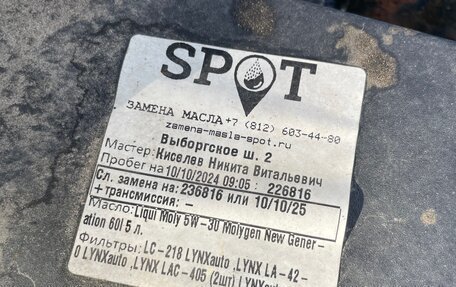 SPOT
ЗАМЕНА МАСЛА +7 (812) 603-44-80
zamena-masla-spot.ru
Выборгское ш. 2
Мастер: Киселев Никита Витальевич
Пробег на 10/10/2024 09:05 : 226816
Сл. замена на: 236816 или 10/10/25
+ трансмиссия: -
Масло: Liqui Moly 5W-30 Molygen New Gener-
ation 60l 5 л.
Фильтры: LC-218 LYNXauto ,LYNX LA-42-
0 LYNXauto ,LYNX LAC-405 (2шт) LYNXauto